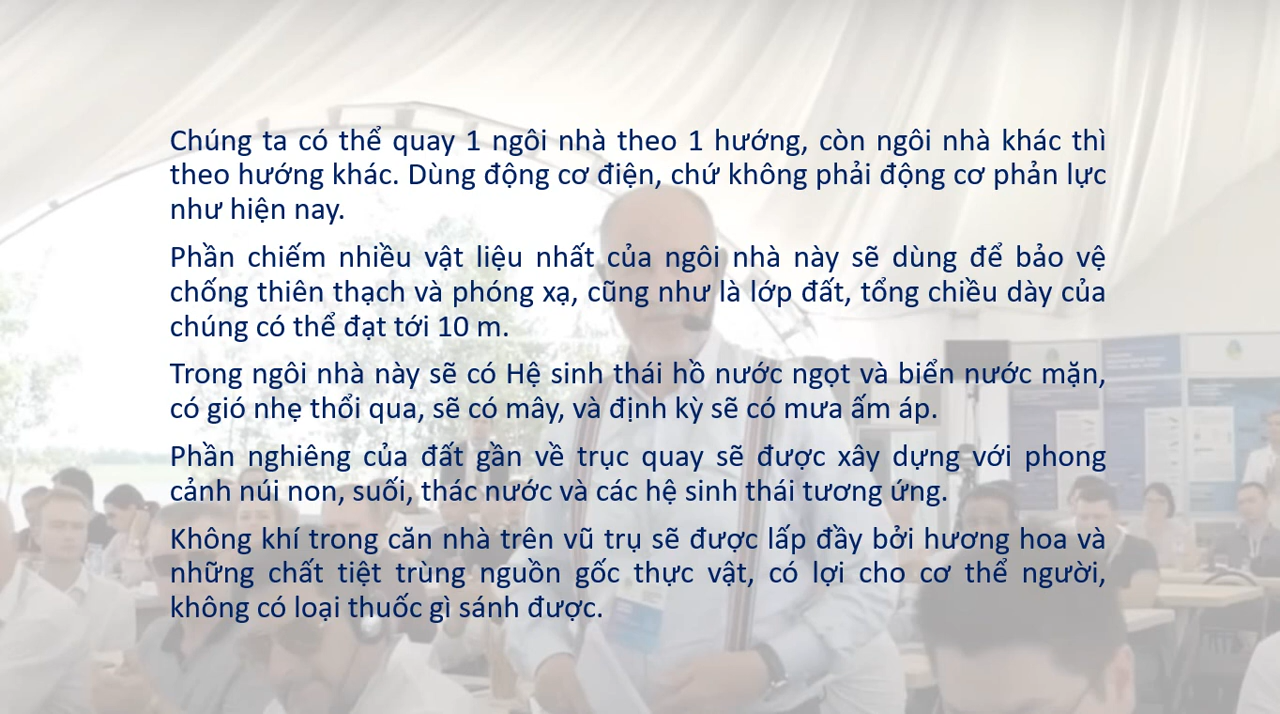 Chúng ta có thể quay 1 ngôi nhà theo 1 hướng, còn ngôi nhà khác thì
theo hướng khác. Dùng động cơ điện, chứ không phải động cơ phản lực
như hiện nay.
Phần chiếm nhiều vật liệu nhất của ngôi nhà này sẽ dùng để bảo vệ
chống thiên thạch và phóng xạ, cũng như là lớp đất, tổng chiều dày của
chúng có thể đạt tới 10 m.
Trong ngôi nhà này sẽ có Hệ sinh thái hồ nước ngọt và biển nước mặn,
có gió nhẹ thổi qua, sẽ có mây, và định kỳ sẽ có mưa ấm áp.
Phần nghiêng của đất gần về trục quay sẽ được xây dựng với phong
cảnh núi non, suối, thác nước và các hệ sinh thái tương ứng.
Không khí trong căn nhà trên vũ trụ sẽ được lấp đầy bởi hương hoa và
những chất tiệt trùng nguồn gốc thực vật, có lợi cho cơ thể người,
không có loại thuốc gì sánh được.